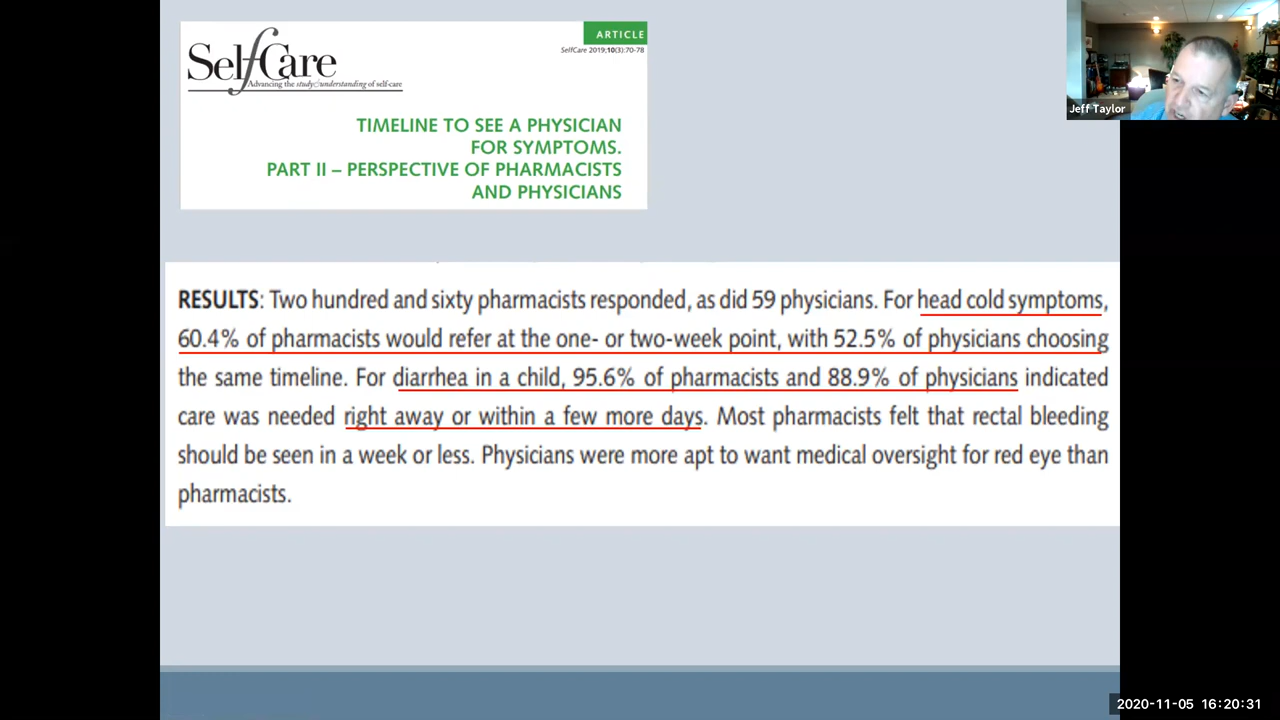 SelfCare
Advancing the study & understanding of self-care
ARTICLE
SelfCare 2019;10(3):70-78
TIMELINE TO SEE A PHYSICIAN
FOR SYMPTOMS.
PART II – PERSPECTIVE OF PHARMACISTS
AND PHYSICIANS
Jeff Taylor
RESULTS: Two hundred and sixty pharmacists responded, as did 59 physicians. For head cold symptoms,
60.4% of pharmacists would refer at the one- or two-week point, with 52.5% of physicians choosing
the same timeline. For diarrhea in a child, 95.6% of pharmacists and 88.9% of physicians indicated
care was needed right away or within a few more days. Most pharmacists felt that rectal bleeding
should be seen in a week or less. Physicians were more apt to want medical oversight for red eye than
pharmacists.
2020-11-05 16:20:31